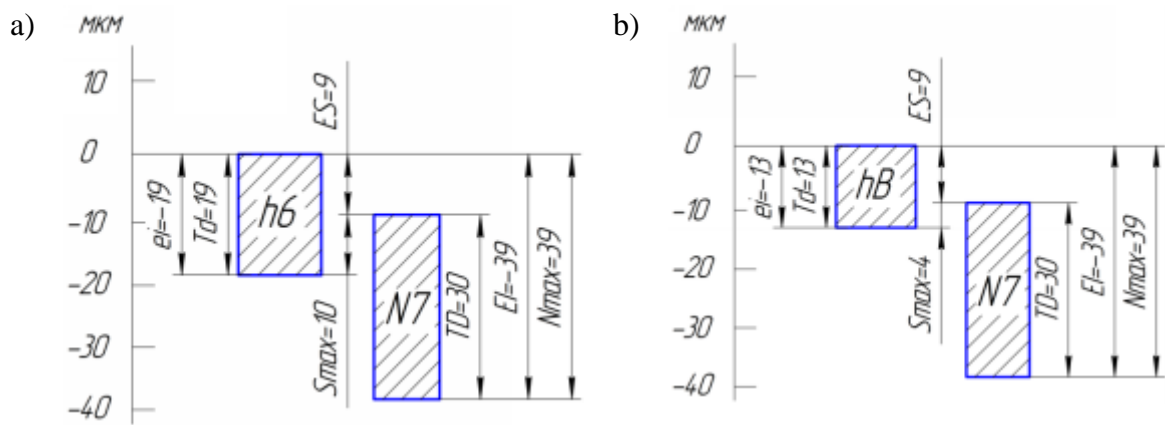 a)
МКМ
10
0
-10
-20
-30
-40
ei=-19
Td=19
h6
ES=9
Smax=10
N7
TD=30
EI=-39
Nmax=39
b)
МКМ
10
0
-10
-20
-30
-40
ei=-13
Td=13
hB
ES=9
Smax=4
N7
TD=30
EI=-39
Nmax=39